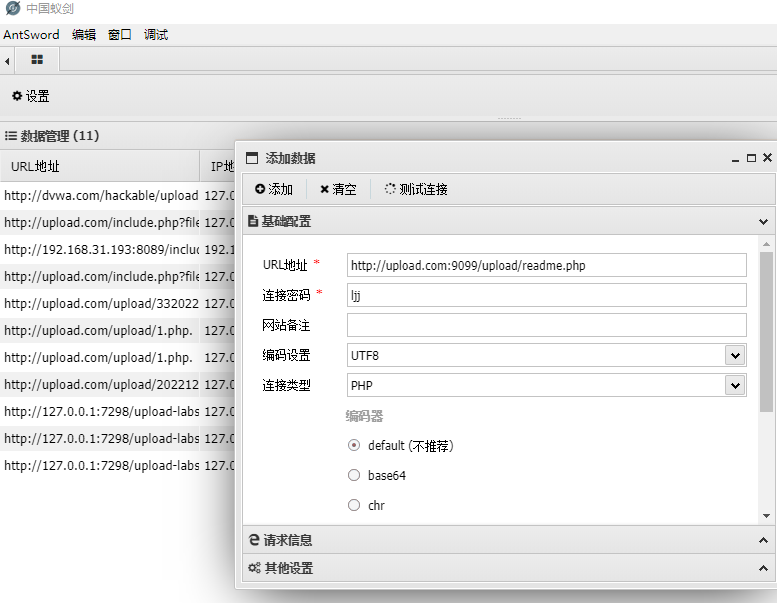 中国蚁剑
AntSword 编辑 窗口 调试
设置
数据管理 (11)
URL地址 IP地
http://dvwa.com/hackable/upload 127.0
http://upload.com/include.php?file 127.0
http://192.168.31.193:8089/includ 192.1
http://upload.com/include.php?file 127.0
http://upload.com/upload/332022 127.0
http://upload.com/upload/1.php. 127.0
http://upload.com/upload/1.php. 127.0
http://upload.com/upload/202212 127.0
http://127.0.0.1:7298/upload-labs 127.0
http://127.0.0.1:7298/upload-labs 127.0
http://127.0.0.1:7298/upload-labs 127.0
添加数据
添加 清空 测试连接
基础配置
URL地址 * http://upload.com:9099/upload/readme.php
连接密码 * ljj
网站备注
编码设置 UTF8
连接类型 PHP
编码器
default (不推荐)
base64
chr
请求信息
其他设置